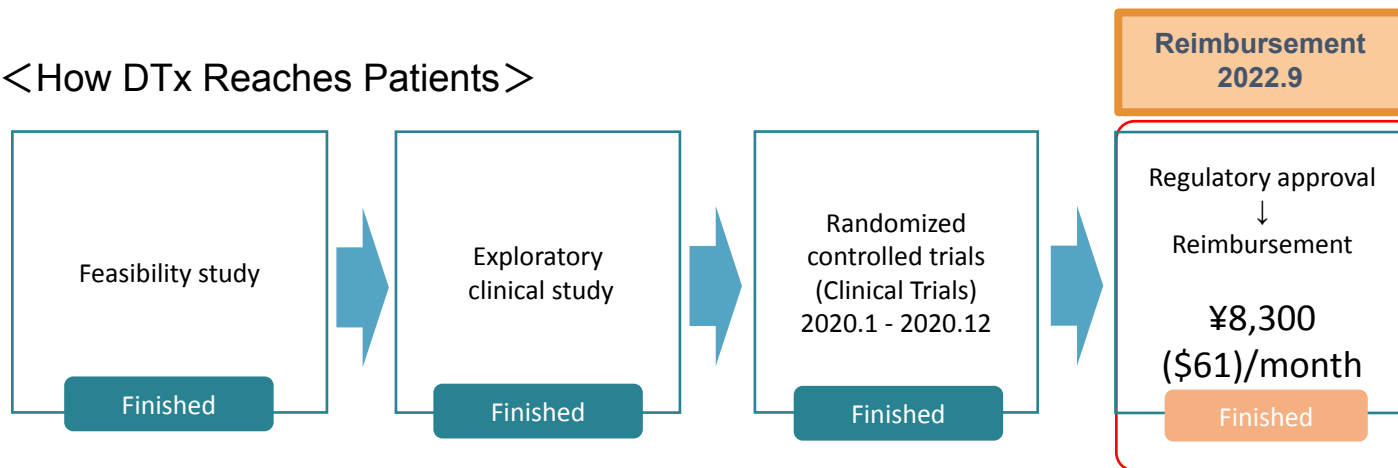 ＜How DTx Reaches Patients＞
Reimbursement
2022.9
Feasibility study
Finished
Exploratory
clinical study
Finished
Randomized
controlled trials
(Clinical Trials)
2020.1 - 2020.12
Finished
Regulatory approval
↓
Reimbursement
¥8,300
($61)/month
Finished